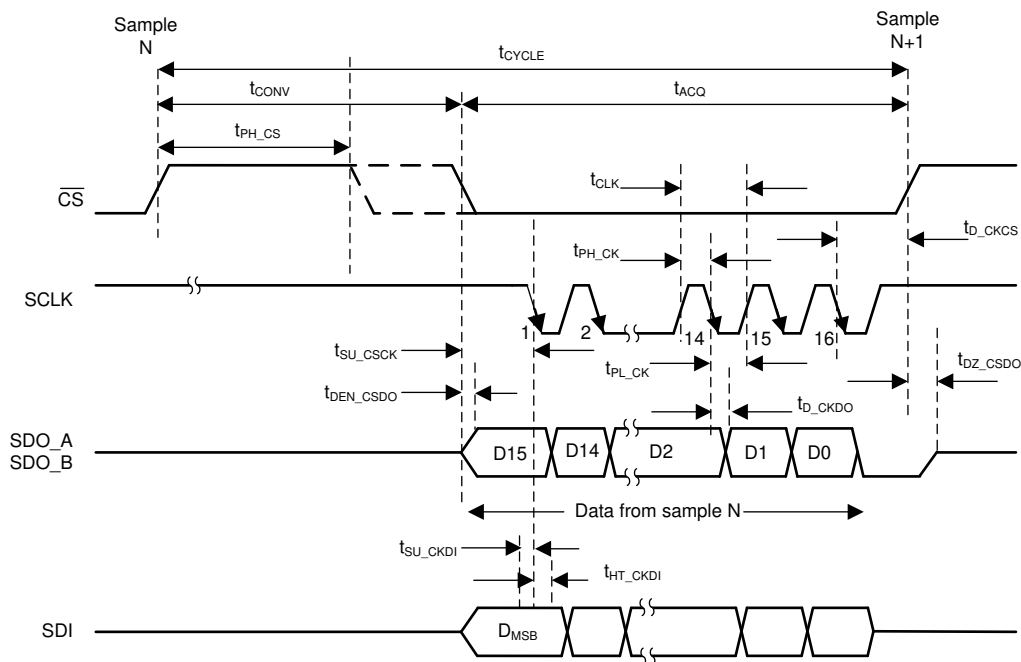 Sample
N
Sample
N+1
tCYCLE
tCONV
tACQ
tPH_CS
CS
tCLK
tD_CKCS
tPH_CK
SCLK
1
2
14
15
16
tSU_CSCK
tPL_CK
tDZ_CSDO
tDEN_CSDO
tD_CKDO
SDO_A
SDO_B
D15
D14
D2
D1
D0
Data from sample N
tSU_CKDI
tHT_CKDI
SDI
DMSB